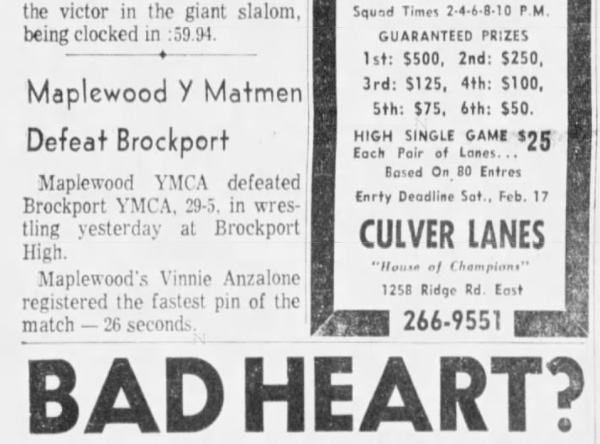 the victor in the giant slalom,
being clocked in :59.94.
Maplewood Y Matmen
Defeat Brockport
Maplewood YMCA defeated
Brockport YMCA, 29-5, in wres-
tling yesterday at Brockport
High.
Maplewood's Vinnie Anzalone
registered the fastest pin of the
match — 26 seconds.
Squad Times 2-4-6-8-10 P.M.
GUARANTEED PRIZES
1st: $500, 2nd: $250,
3rd: $125, 4th: $100,
5th: $75, 6th: $50.
HIGH SINGLE GAME $25
Each Pair of Lanes...
Based On 80 Entres
Enrty Deadline Sat., Feb. 17
CULVER LANES
"House of Champions"
1258 Ridge Rd. East
266-9551
BAD HEART?